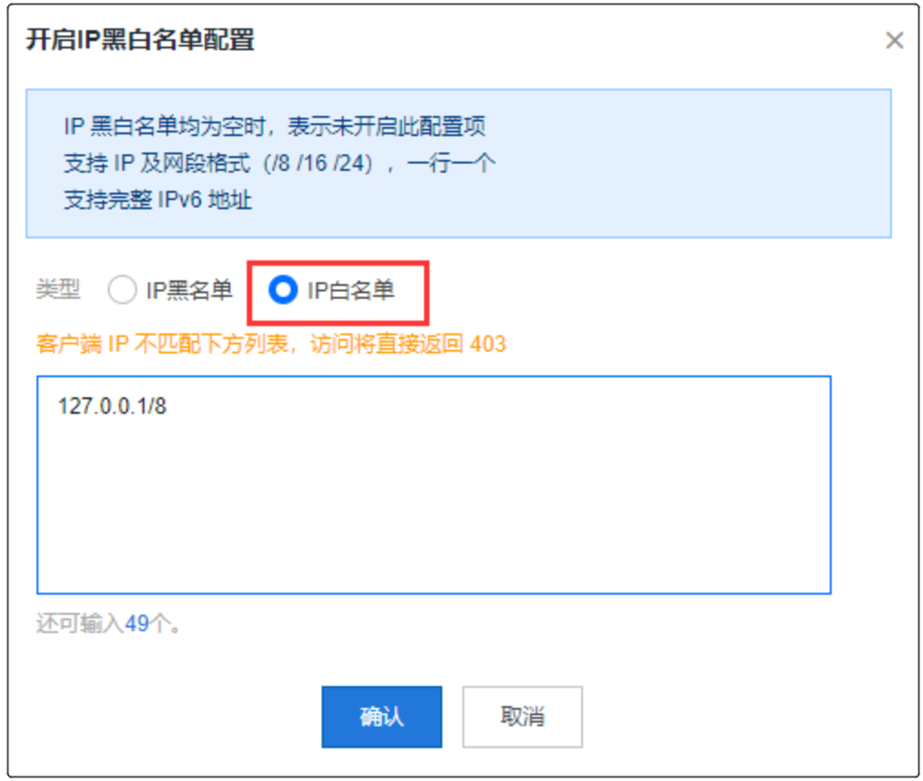 开启IP黑白名单配置
IP 黑白名单均为空时，表示未开启此配置项
支持 IP 及网段格式（/8 /16 /24），一行一个
支持完整 IPv6 地址
类型 IP黑名单 IP白名单
客户端 IP 不匹配下方列表，访问将直接返回 403
127.0.0.1/8
还可输入49个。
确认 取消